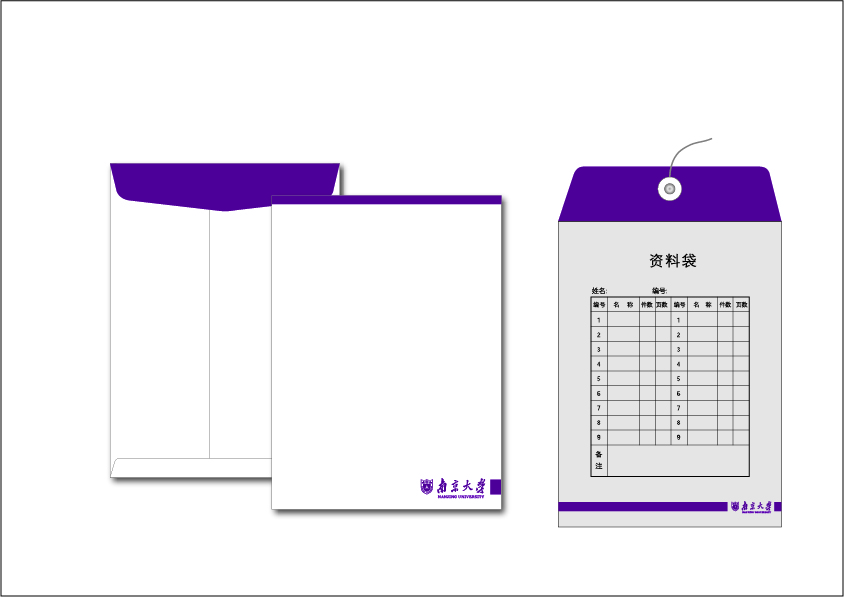 南京大学
NANJING UNIVERSITY
资料袋
姓名: 编号:
编号 名 称 件数 页数 编号 名 称 件数 页数
1 1
2 2
3 3
4 4
5 5
6 6
7 7
8 8
9 9
备
注
南京大学
NANJING UNIVERSITY